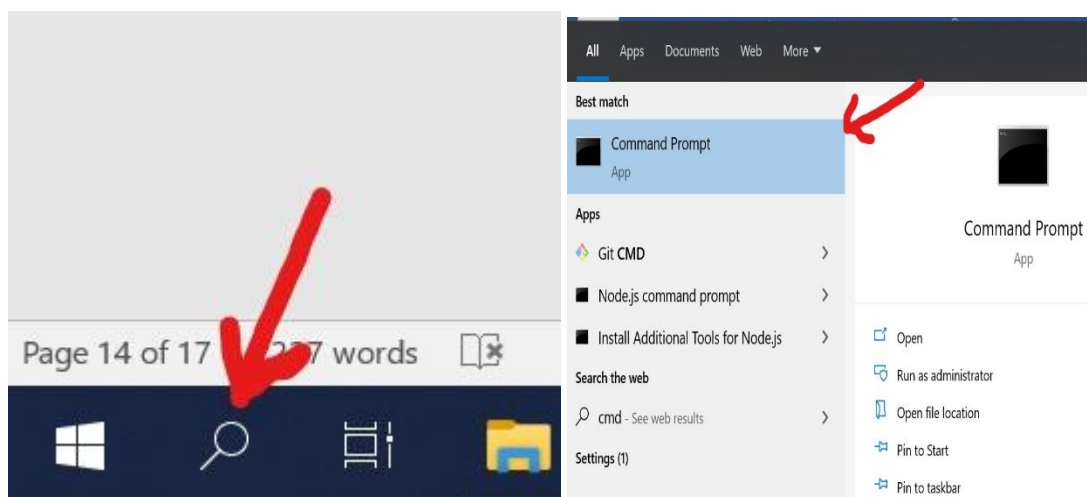 Page 14 of 17
words
All Apps Documents Web More
Best match
Command Prompt
App
Apps
Git CMD
Node.js command prompt
Install Additional Tools for Node.js
Search the web
cmd - See web results
Settings (1)
Command Prompt
App
Open
Run as administrator
Open file location
Pin to Start
Pin to taskbar